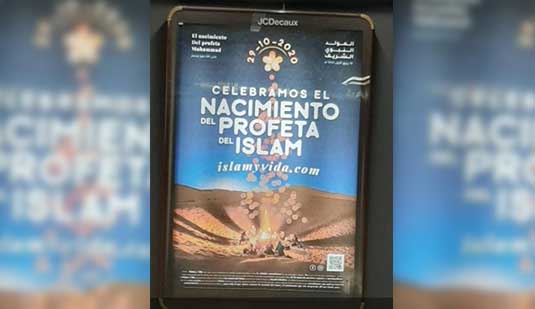 JCDecaux
El nacimiento
Del profeta
Muhammad
المولد
النبوي
الشريف
29-10-2020
CELEBRAMOS EL
NACIMIENTO
DEL PROFETA
DEL ISLAM
islamyvida.com